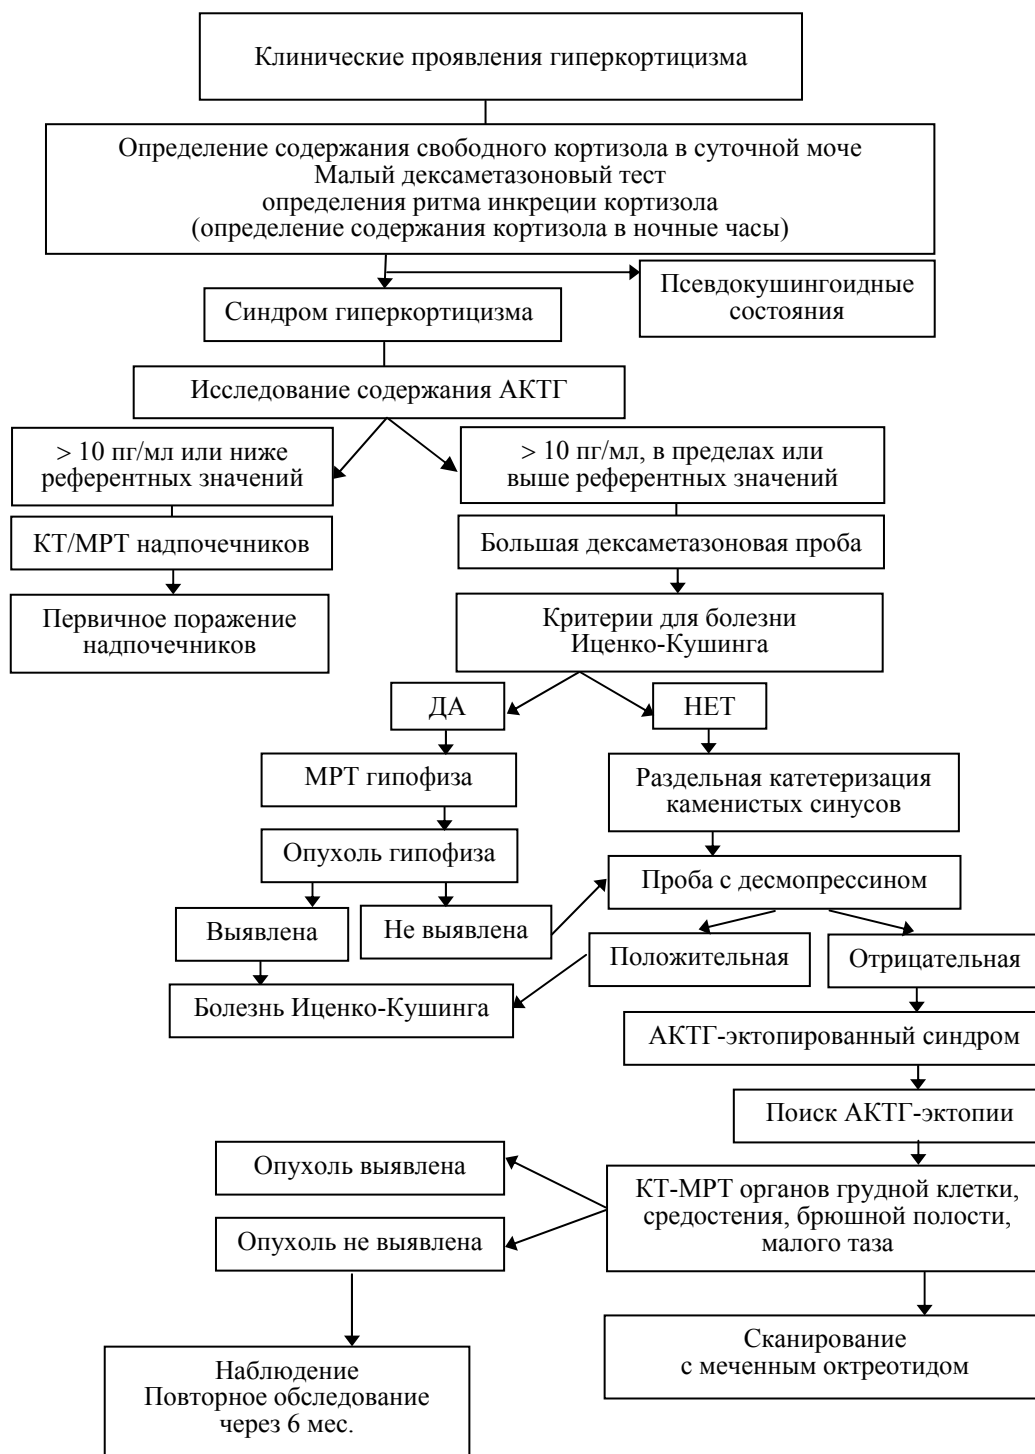 Клинические проявления гиперкортицизма
Определение содержания свободного кортизола в суточной моче
Малый дексаметазоновый тест
определения ритма инкреции кортизола
(определение содержания кортизола в ночные часы)
Псевдокушингоидные
состояния
Синдром гиперкортицизма
Исследование содержания АКТГ
> 10 пг/мл или ниже
референтных значений
> 10 пг/мл, в пределах или
выше референтных значений
КТ/МРТ надпочечников
Большая дексаметазоновая проба
Первичное поражение
надпочечников
Критерии для болезни
Иценко-Кушинга
ДА
НЕТ
МРТ гипофиза
Раздельная катетеризация
каменистых синусов
Опухоль гипофиза
Проба с десмопрессином
Выявлена
Не выявлена
Положительная
Отрицательная
Болезнь Иценко-Кушинга
АКТГ-эктопированный синдром
Поиск АКТГ-эктопии
Опухоль выявлена
КТ-МРТ органов грудной клетки,
средостения, брюшной полости,
малого таза
Опухоль не выявлена
Сканирование
с меченным октреотидом
Наблюдение
Повторное обследование
через 6 мес.